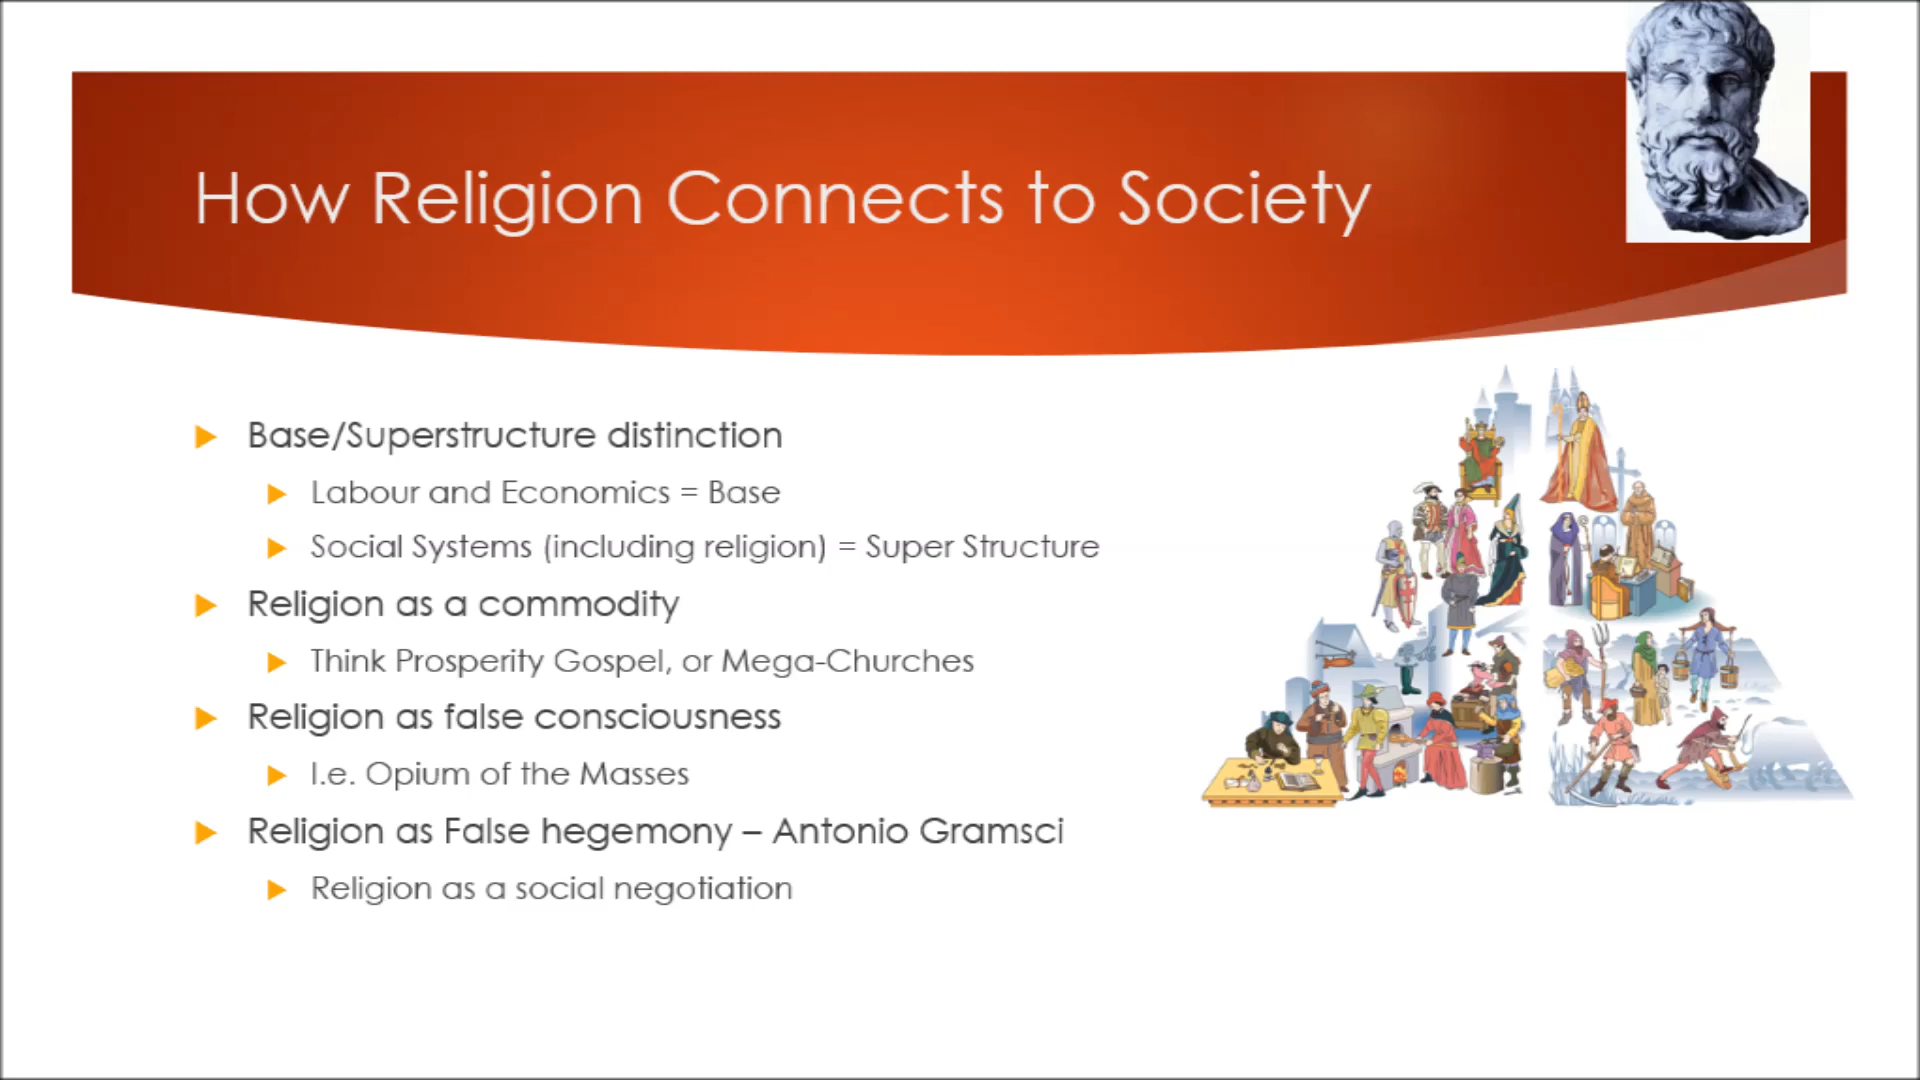 How Religion Connects to Society
Base/Superstructure distinction
Labour and Economics = Base
Social Systems (including religion) = Super Structure
Religion as a commodity
Think Prosperity Gospel, or Mega-Churches
Religion as false consciousness
I.e. Opium of the Masses
Religion as False hegemony – Antonio Gramsci
Religion as a social negotiation